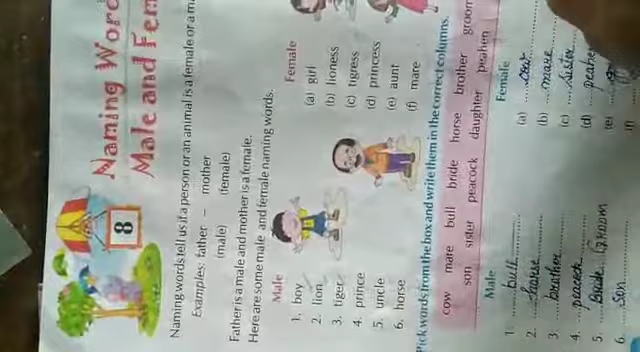 8
Naming Word
Male and Fem
Naming words tell us if a person or an animal is a female or a ma
Examples: father – mother
(male) (female)
Father is a male and mother is a female.
Here are some male and female naming words.
Male Female
1. boy (a) girl
2. lion (b) lioness
3. tiger (c) tigress
4. prince (d) princess
5. uncle (e) aunt
6. horse (f) mare
Pick words from the box and write them in the correct columns.
cow mare bull bride horse brother groom
son sister peacock daughter peahen
Male Female
1. bull (a) cow
2. horse (b) mare
3. brother (c) sister
4. peacock (d) peahe
5. Groom (e)
6. son (f)